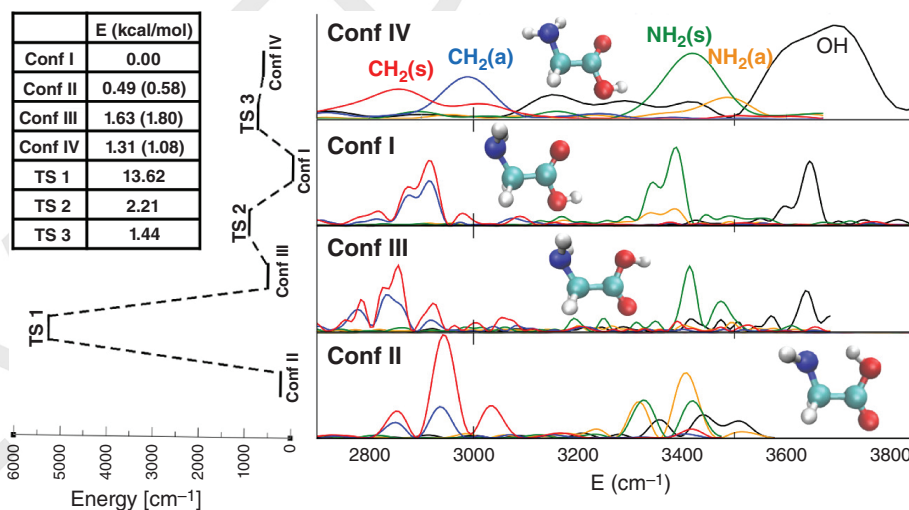 E (kcal/mol)
Conf I 0.00
Conf II 0.49 (0.58)
Conf III 1.63 (1.80)
Conf IV 1.31 (1.08)
TS 1 13.62
TS 2 2.21
TS 3 1.44
Conf IV
TS 3
Conf I
TS 2
Conf III
TS 1
Conf II
6000 5000 4000 3000 2000 1000 0
Energy [cm⁻¹]
Conf IV
CH₂(s)
CH₂(a)
NH₂(s)
NH₂(a)
OH
Conf I
Conf III
Conf II
2800 3000 3200 3400 3600 3800
E (cm⁻¹)